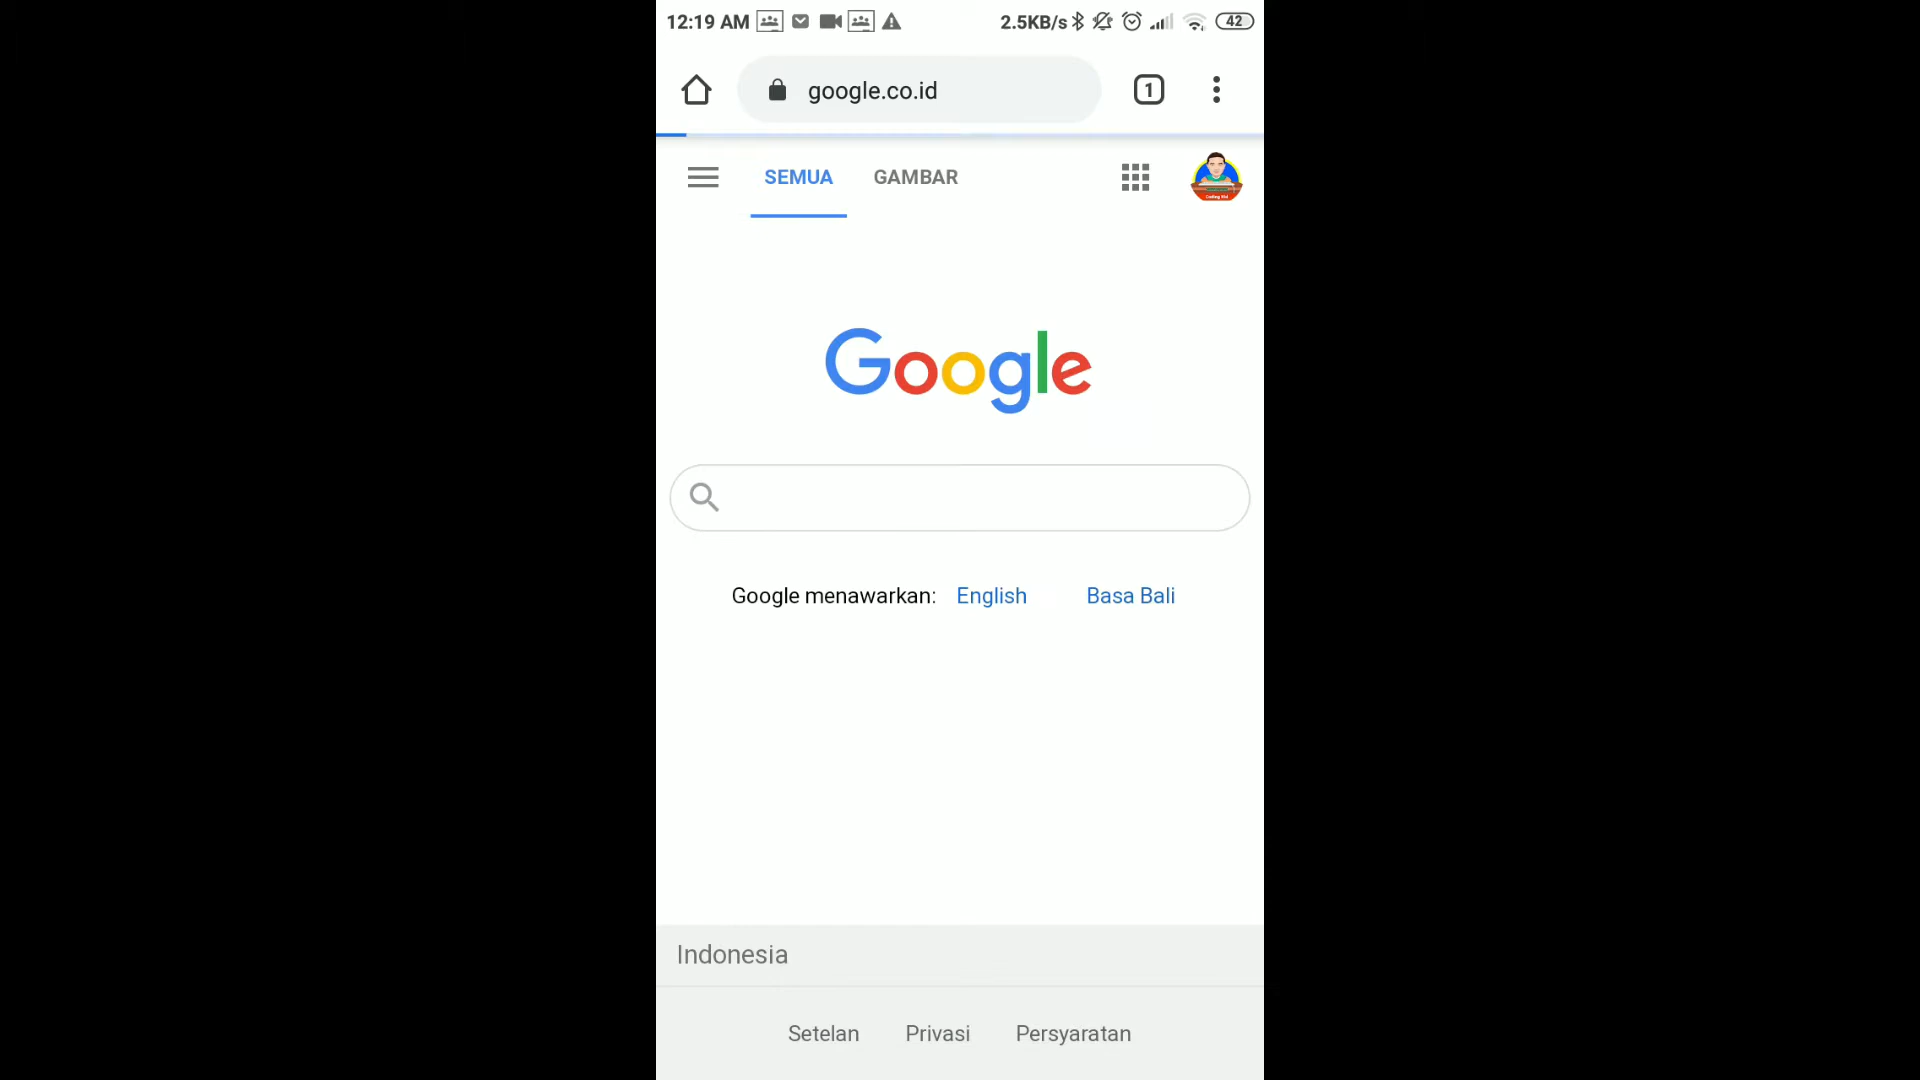 12:19 AM 2.5KB/s 42
google.co.id 1
SEMUA GAMBAR
Google
Google menawarkan: English Basa Bali
Indonesia
Setelan Privasi Persyaratan